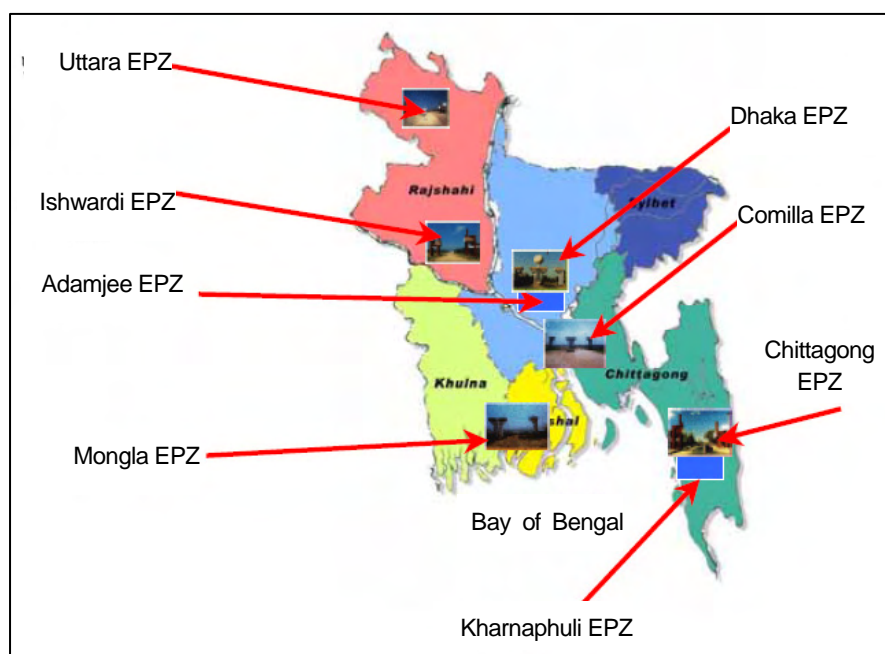 Uttara EPZ
Dhaka EPZ
Rajshahi
Sylhet
Ishwardi EPZ
Comilla EPZ
Adamjee EPZ
Chittagong
EPZ
Khulna
Chittagong
Mongla EPZ
shal
Bay of Bengal
Kharnaphuli EPZ